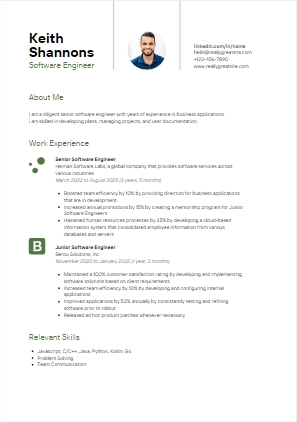 Keith
Shannons
Software Engineer
linkedin.com/in/name
hello@reallygreatsite.com
+123-456-7890
www.reallygreatsite.com
About Me
I am a diligent senior software engineer with years of experience in business applications.
I am skilled in developing plans, managing projects, and user documentation.
Work Experience
Senior Software Engineer
Herman Software Labs, a global company that provides software services across
various industries
March 2022 to August 2025 (3 years, 5 months)
Boosted team efficiency by 10% by providing direction for business applications
that are in development.
Increased annual promotions by 15% by creating a mentorship program for Junior
Software Engineers
Hastened human resources processes by 35% by developing a cloud-based
information system that consolidated employee information from various
databases and servers
B
Junior Software Engineer
Berou Solutions, Inc.
November 2020 to January 2022 (1 year, 2 months)
Maintained a 100% customer satisfaction rating by developing and implementing
software solutions based on client requirements
Increased team efficiency by 10% by developing and configuring internal
applications
Improved applications by 50% annually by consistently testing and refining
software prior to rollout
Released ad hoc product patches whenever necessary
Relevant Skills
Javascript, C/C++, Java, Python, Kotlin, Go
Problem Solving
Team Communication